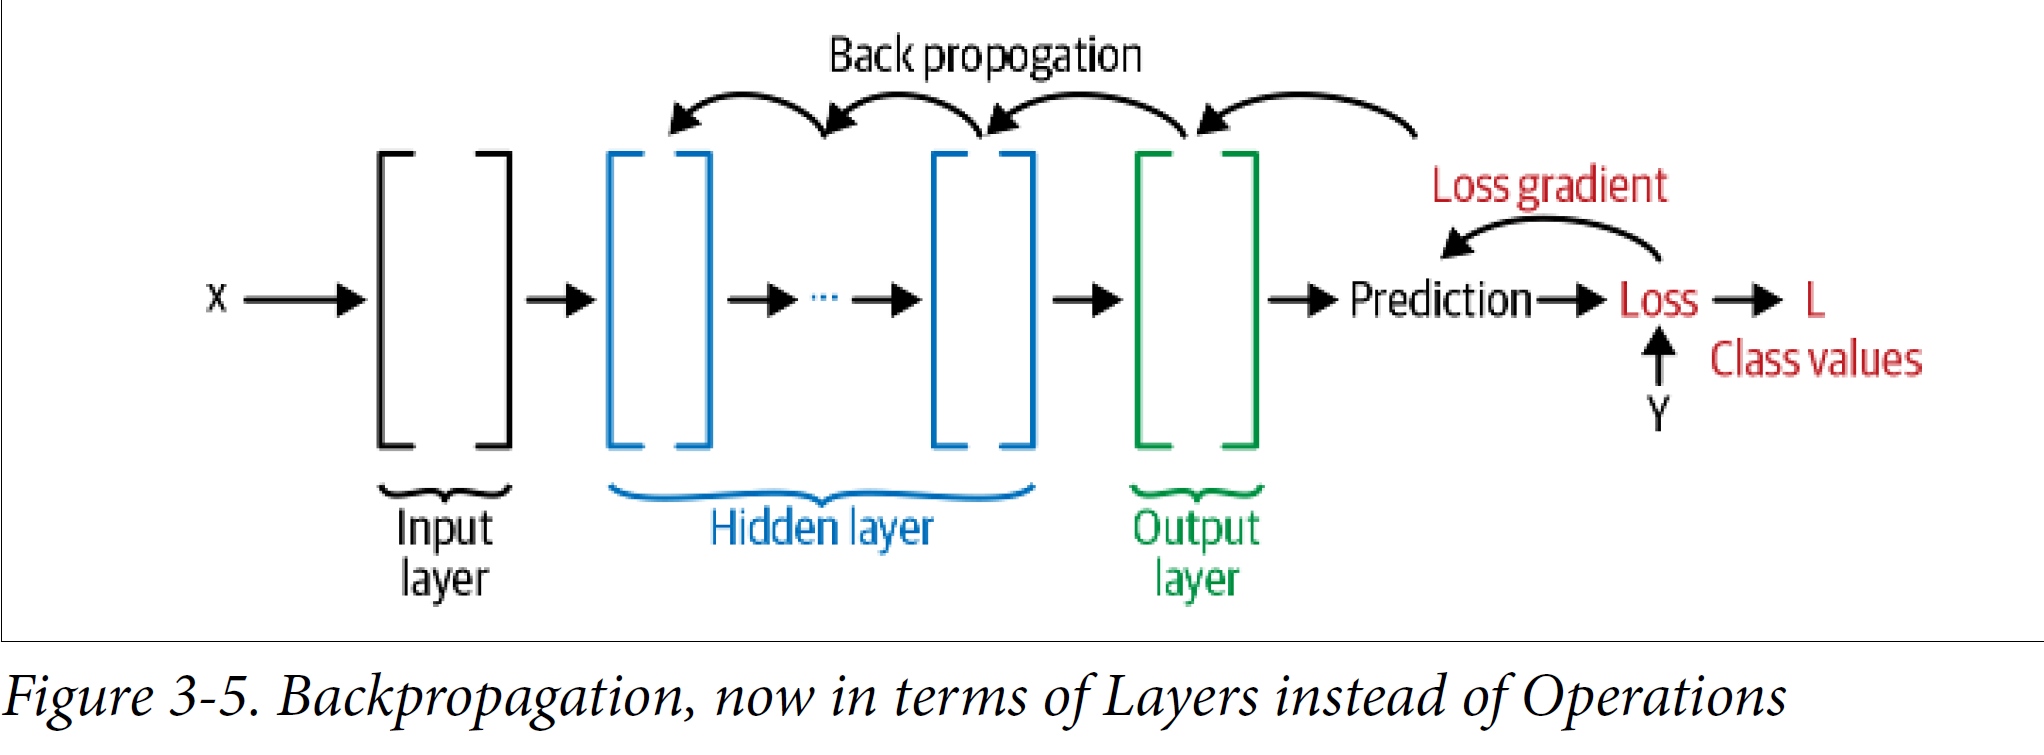 Back propogation
Loss gradient
X
...
Prediction
Loss
L
Class values
Y
Input
layer
Hidden layer
Output
layer
Figure 3-5. Backpropagation, now in terms of Layers instead of Operations